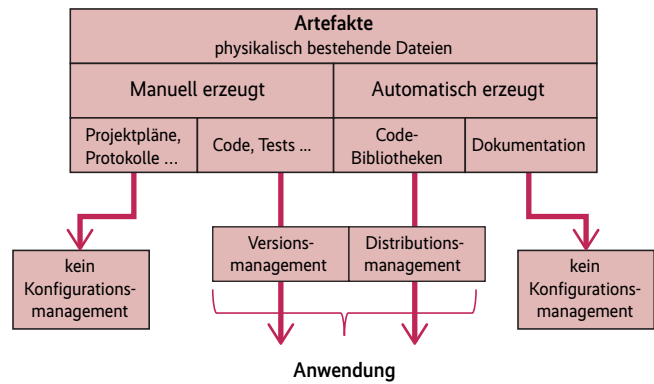 Artefakte
physikalisch bestehende Dateien
Manuell erzeugt
Automatisch erzeugt
Projektpläne,
Protokolle ...
Code, Tests ...
Code-
Bibliotheken
Dokumentation
kein
Konfigurations-
management
Versions-
management
Distributions-
management
kein
Konfigurations-
management
Anwendung